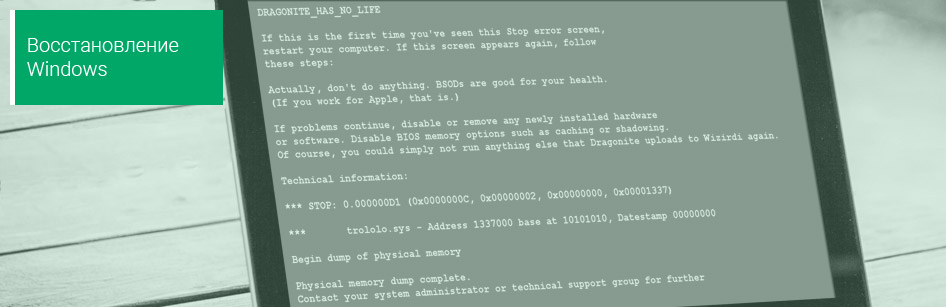 Восстановление
Windows
DRAGONITE_HAS_NO_LIFE
If this is the first time you've seen this Stop error screen,
restart your computer. If this screen appears again, follow
these steps:
Actually, don't do anything. BSODs are good for your health.
(If you work for Apple, that is.)
If problems continue, disable or remove any newly installed hardware
or software. Disable BIOS memory options such as caching or shadowing.
Of course, you could simply not run anything else that Dragonite uploads to Wizirdi again.
Technical information:
*** STOP: 0.000000D1 (0x0000000C, 0x00000002, 0x00000000, 0x00001337)
*** trololo.sys - Address 1337000 base at 10101010, Datestamp 00000000
Begin dump of physical memory
Physical memory dump complete.
Contact your system administrator or technical support group for further